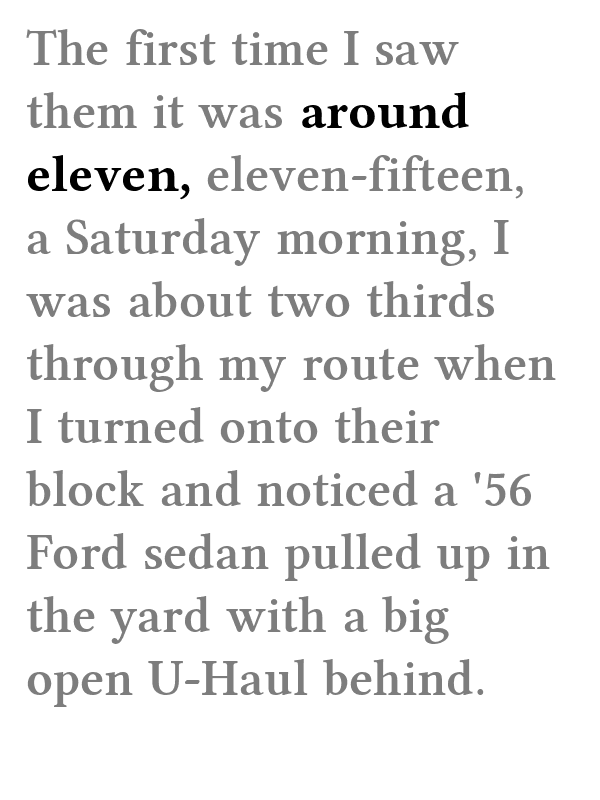 The first time I saw
them it was around
eleven, eleven-fifteen,
a Saturday morning, I
was about two thirds
through my route when
I turned onto their
block and noticed a '56
Ford sedan pulled up in
the yard with a big
open U-Haul behind.